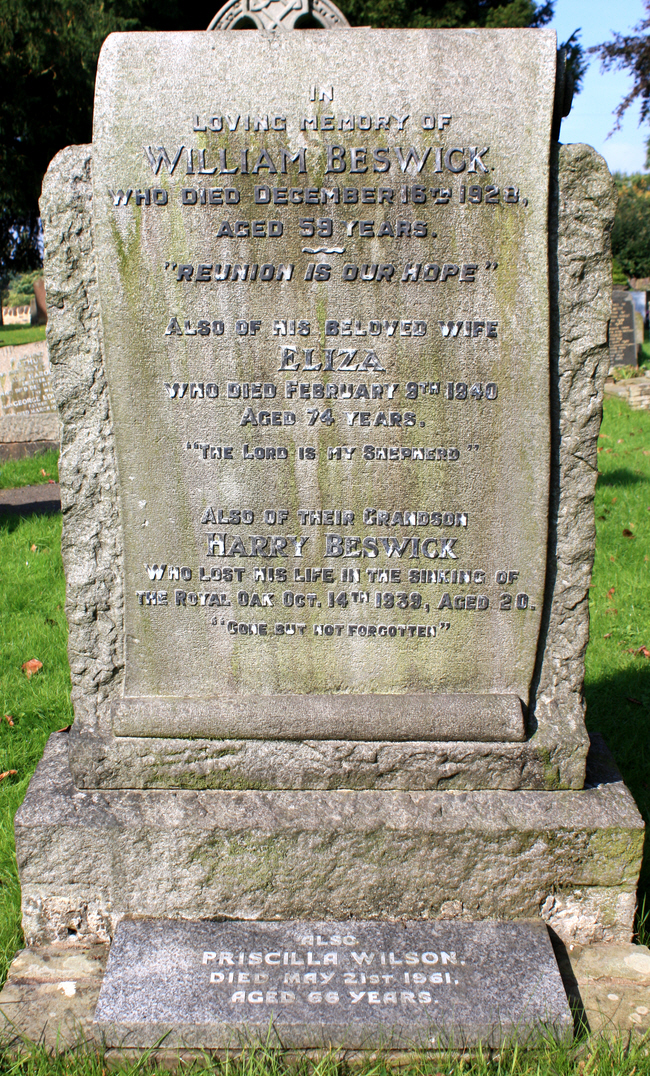 IN
LOVING MEMORY OF
WILLIAM BESWICK.
WHO DIED DECEMBER 16TH 1928,
AGED 59 YEARS.
"REUNION IS OUR HOPE"
ALSO OF HIS BELOVED WIFE
ELIZA
WHO DIED FEBRUARY 9TH 1940
AGED 74 YEARS.
"THE LORD IS MY SHEPHERD"
ALSO OF THEIR GRANDSON
HARRY BESWICK
WHO LOST HIS LIFE IN THE SINKING OF
THE ROYAL OAK OCT. 14TH 1939, AGED 20.
"GONE BUT NOT FORGOTTEN"
ALSO
PRISCILLA WILSON.
DIED MAY 21ST 1961,
AGED 66 YEARS.